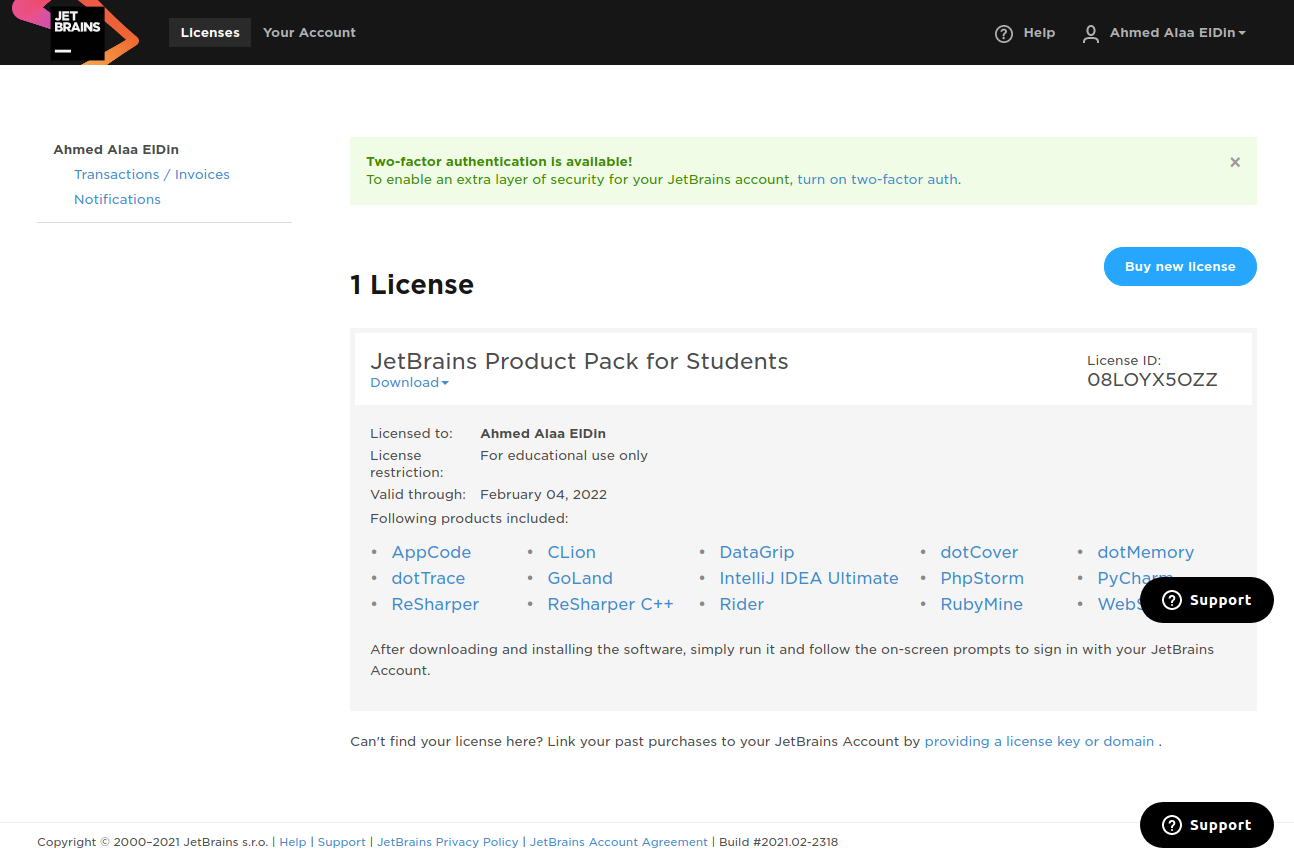 JET
BRAINS
Licenses
Your Account
Help
Ahmed Alaa ElDin
Ahmed Alaa ElDin
Transactions / Invoices
Notifications
Two-factor authentication is available!
To enable an extra layer of security for your JetBrains account, turn on two-factor auth.
×
1 License
Buy new license
JetBrains Product Pack for Students
Download
License ID:
08LOYX5OZZ
Licensed to: Ahmed Alaa ElDin
License restriction: For educational use only
Valid through: February 04, 2022
Following products included:
• AppCode • CLion • DataGrip • dotCover • dotMemory
• dotTrace • GoLand • IntelliJ IDEA Ultimate • PhpStorm • PyCharm
• ReSharper • ReSharper C++ • Rider • RubyMine •
Support
After downloading and installing the software, simply run it and follow the on-screen prompts to sign in with your JetBrains
Account.
Can't find your license here? Link your past purchases to your JetBrains Account by providing a license key or domain .
Copyright © 2000–2021 JetBrains s.r.o. | Help | Support | JetBrains Privacy Policy | JetBrains Account Agreement | Build #2021.02-2318
Support